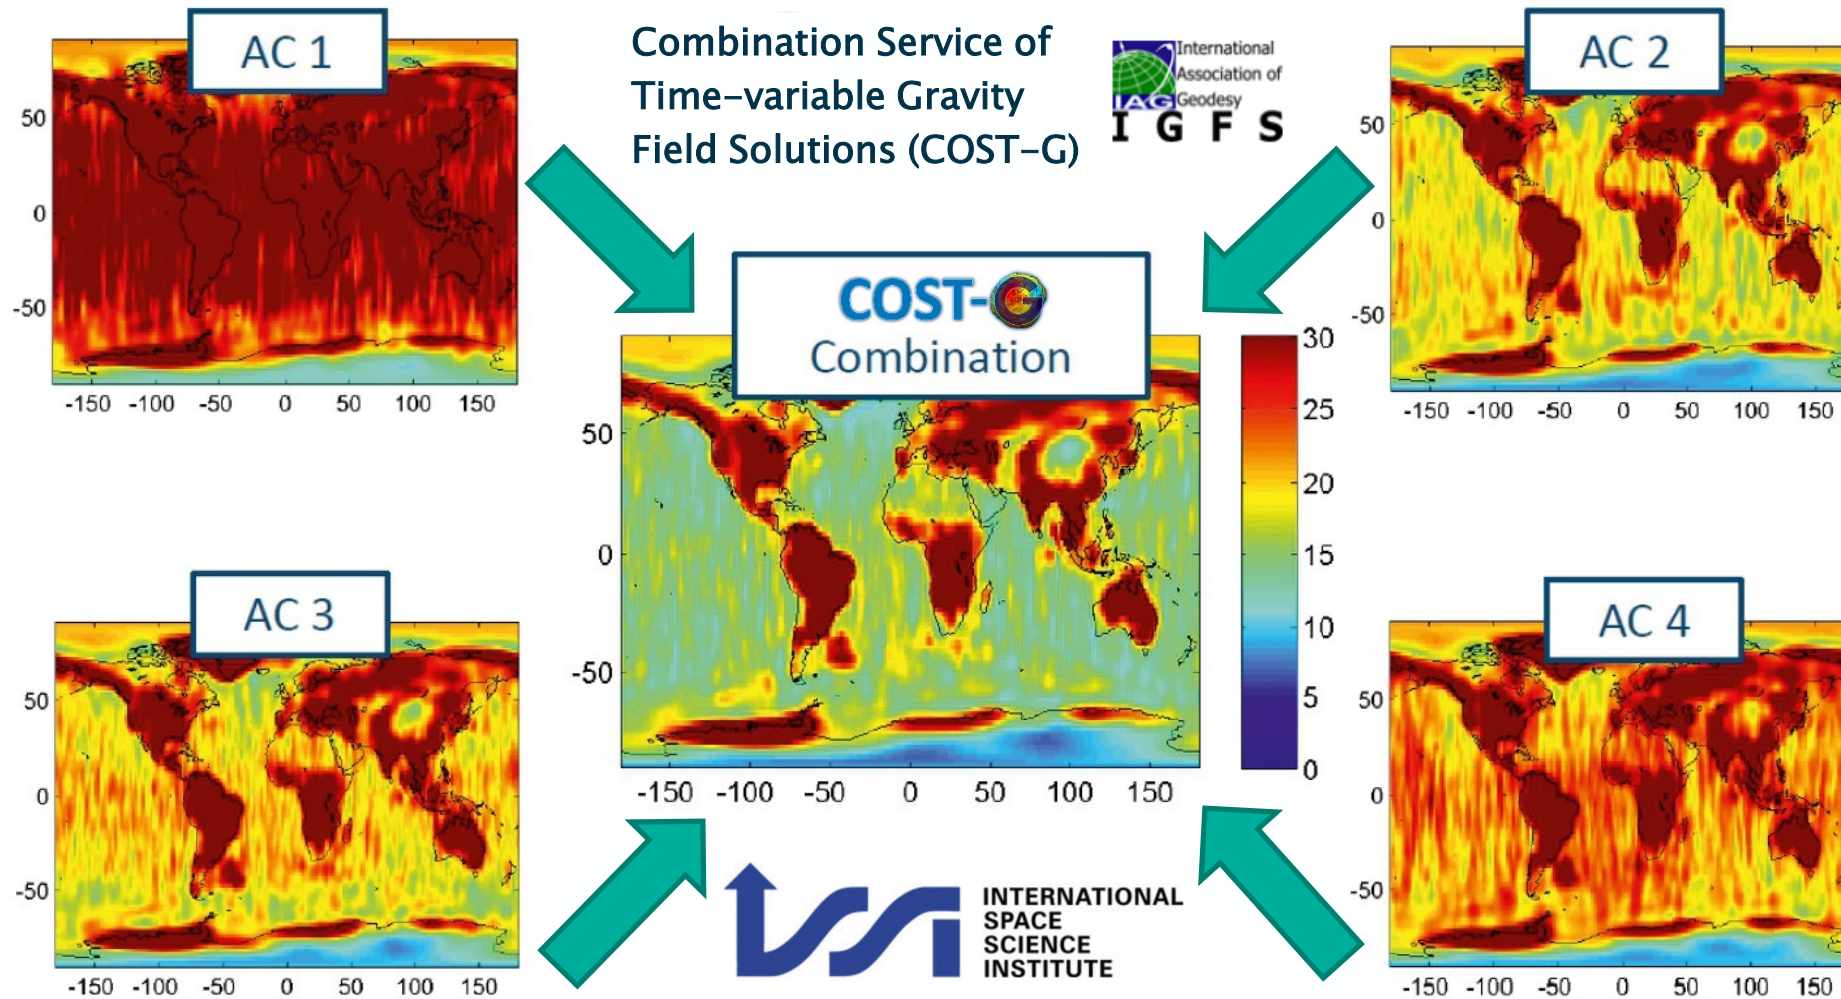 AC 1
Combination Service of
Time-variable Gravity
Field Solutions (COST-G)
International
Association of
Geodesy
IAG
I G F S
AC 2
50
0
-50
-150 -100 -50 0 50 100 150
50
0
-50
-150 -100 -50 0 50 100 150
COST-G
Combination
50
0
-50
-150 -100 -50 0 50 100 150
30
25
20
15
10
5
0
AC 3
50
0
-50
-150 -100 -50 0 50 100 150
AC 4
50
0
-50
-150 -100 -50 0 50 100 150
ISSI
INTERNATIONAL
SPACE
SCIENCE
INSTITUTE